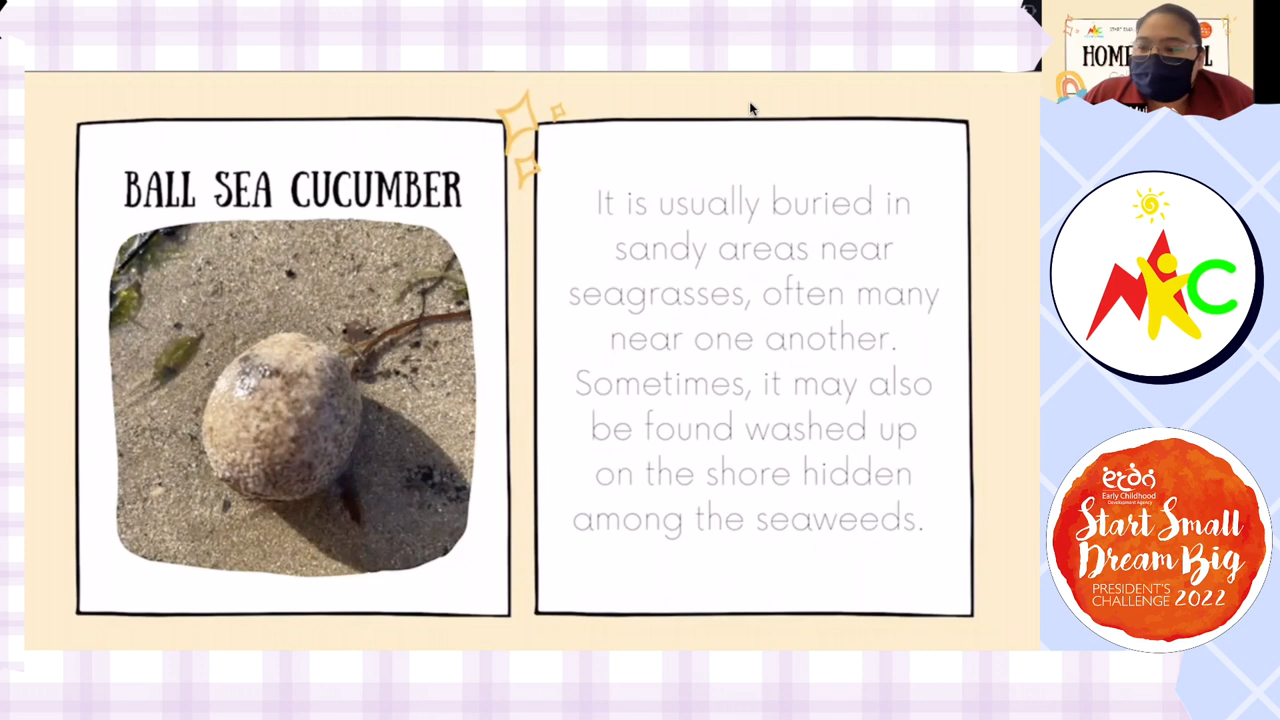 BALL SEA CUCUMBER
It is usually buried in
sandy areas near
seagrasses, often many
near one another.
Sometimes, it may also
be found washed up
on the shore hidden
among the seaweeds.
MKC
ecda
Early Childhood
Development Agency
Start Small
Dream Big
PRESIDENT'S
CHALLENGE 2022